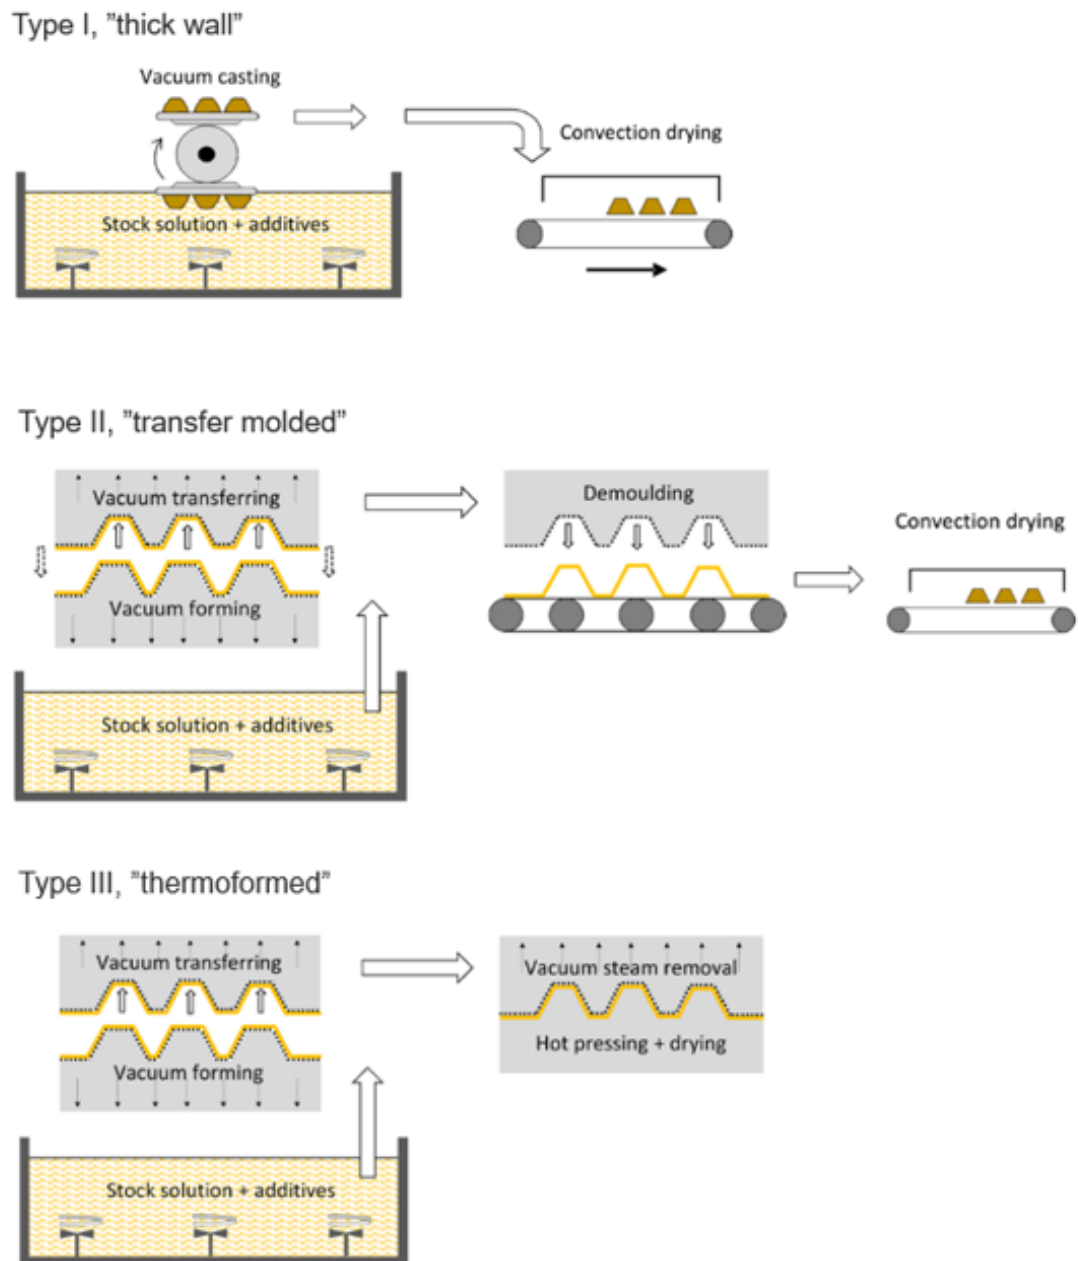 Type I, ”thick wall”
Vacuum casting
Convection drying
Stock solution + additives
Type II, ”transfer molded”
Vacuum transferring
Demoulding
Convection drying
Vacuum forming
Stock solution + additives
Type III, ”thermoformed”
Vacuum transferring
Vacuum steam removal
Hot pressing + drying
Vacuum forming
Stock solution + additives